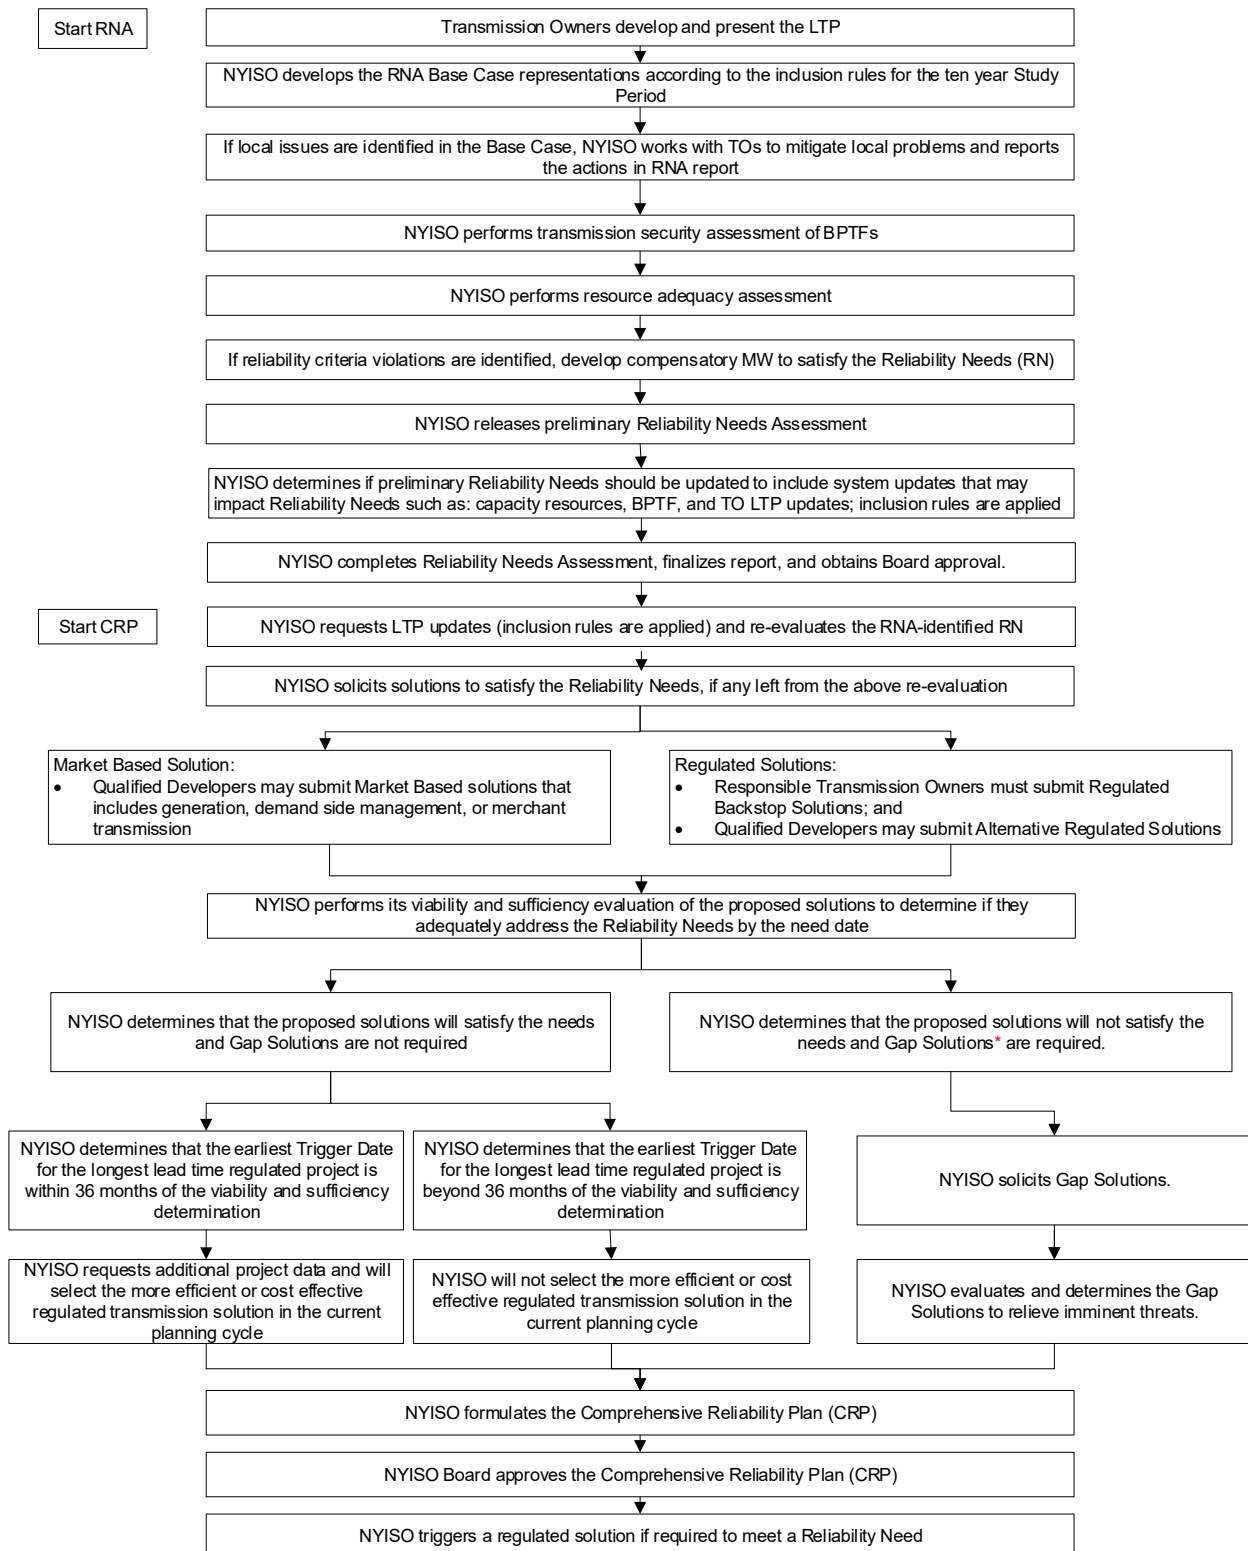 Start RNA
Transmission Owners develop and present the LTP
NYISO develops the RNA Base Case representations according to the inclusion rules for the ten year Study
Period
If local issues are identified in the Base Case, NYISO works with TOs to mitigate local problems and reports
the actions in RNA report
NYISO performs transmission security assessment of BPTFs
NYISO performs resource adequacy assessment
If reliability criteria violations are identified, develop compensatory MW to satisfy the Reliability Needs (RN)
NYISO releases preliminary Reliability Needs Assessment
NYISO determines if preliminary Reliability Needs should be updated to include system updates that may
impact Reliability Needs such as: capacity resources, BPTF, and TO LTP updates; inclusion rules are applied
NYISO completes Reliability Needs Assessment, finalizes report, and obtains Board approval.
Start CRP
NYISO requests LTP updates (inclusion rules are applied) and re-evaluates the RNA-identified RN
NYISO solicits solutions to satisfy the Reliability Needs, if any left from the above re-evaluation
Market Based Solution:
• Qualified Developers may submit Market Based solutions that
includes generation, demand side management, or merchant
transmission
Regulated Solutions:
• Responsible Transmission Owners must submit Regulated
Backstop Solutions; and
• Qualified Developers may submit Alternative Regulated Solutions
NYISO performs its viability and sufficiency evaluation of the proposed solutions to determine if they
adequately address the Reliability Needs by the need date
NYISO determines that the proposed solutions will satisfy the needs
and Gap Solutions are not required
NYISO determines that the proposed solutions will not satisfy the
needs and Gap Solutions* are required.
NYISO determines that the earliest Trigger Date
for the longest lead time regulated project is
within 36 months of the viability and sufficiency
determination
NYISO determines that the earliest Trigger Date
for the longest lead time regulated project is
beyond 36 months of the viability and sufficiency
determination
NYISO solicits Gap Solutions.
NYISO requests additional project data and will
select the more efficient or cost effective
regulated transmission solution in the current
planning cycle
NYISO will not select the more efficient or cost
effective regulated transmission solution in the
current planning cycle
NYISO evaluates and determines the Gap
Solutions to relieve imminent threats.
NYISO formulates the Comprehensive Reliability Plan (CRP)
NYISO Board approves the Comprehensive Reliability Plan (CRP)
NYISO triggers a regulated solution if required to meet a Reliability Need